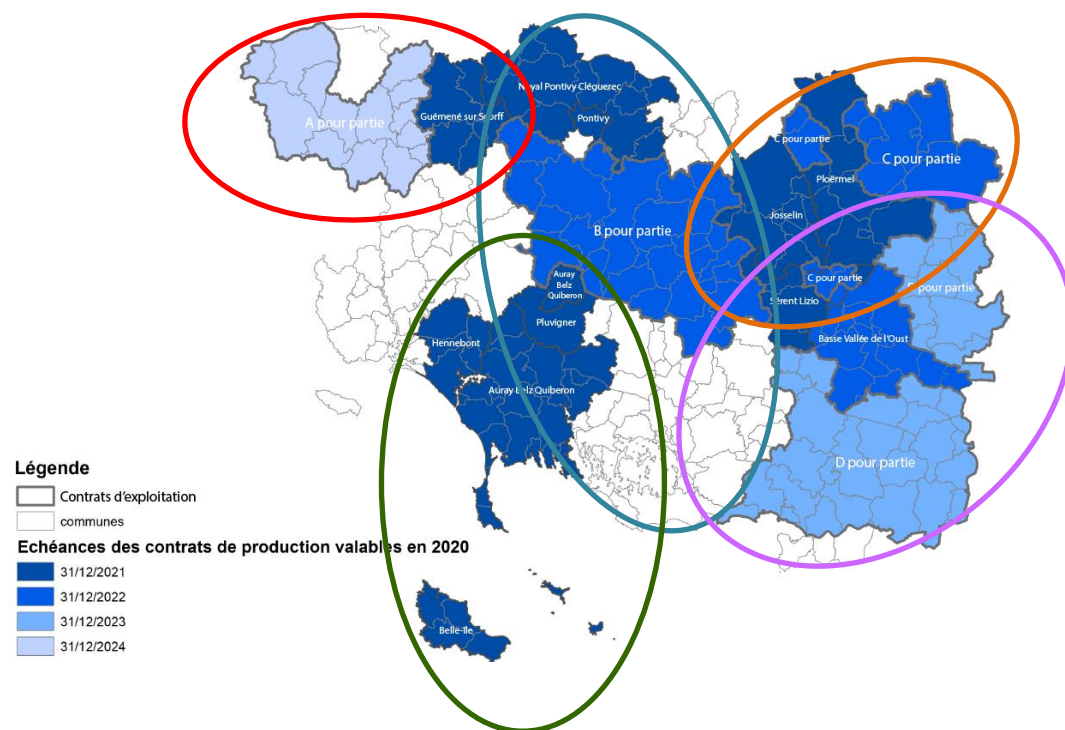 Noyal Pontivy Cléguerec
Guémené sur Scorff
Pontivy
A pour partie
C pour partie
C pour partie
Ploërmel
Josselin
B pour partie
C pour partie
pour partie
Sérent Lizio
Auray
Belz
Quiberon
Pluvigner
Hennebont
Basse Vallée de l'Oust
Auray Belz Quiberon
D pour partie
Belle-île
Légende
Contrats d'exploitation
communes
Echéances des contrats de production valables en 2020
31/12/2021
31/12/2022
31/12/2023
31/12/2024